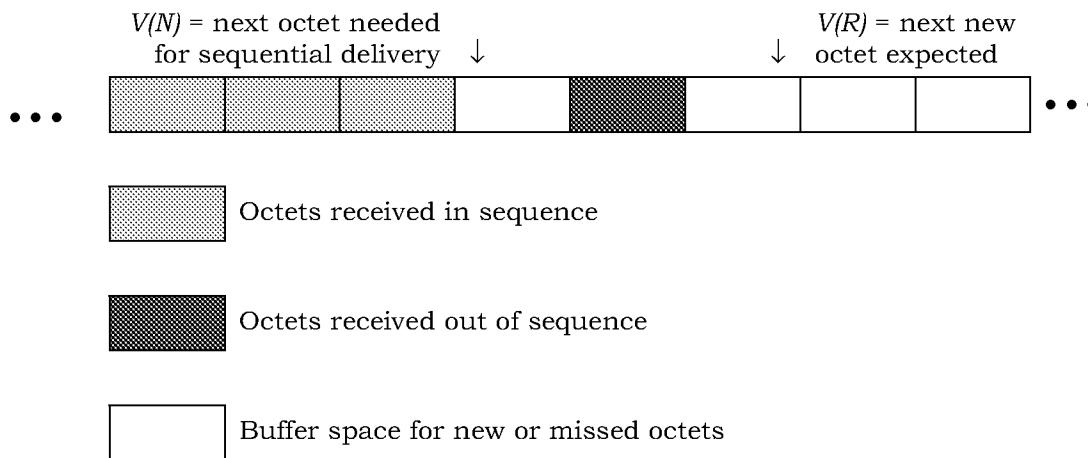 V(N) = next octet needed
for sequential delivery ↓
V(R) = next new
↓ octet expected
••• •••
Octets received in sequence
Octets received out of sequence
Buffer space for new or missed octets